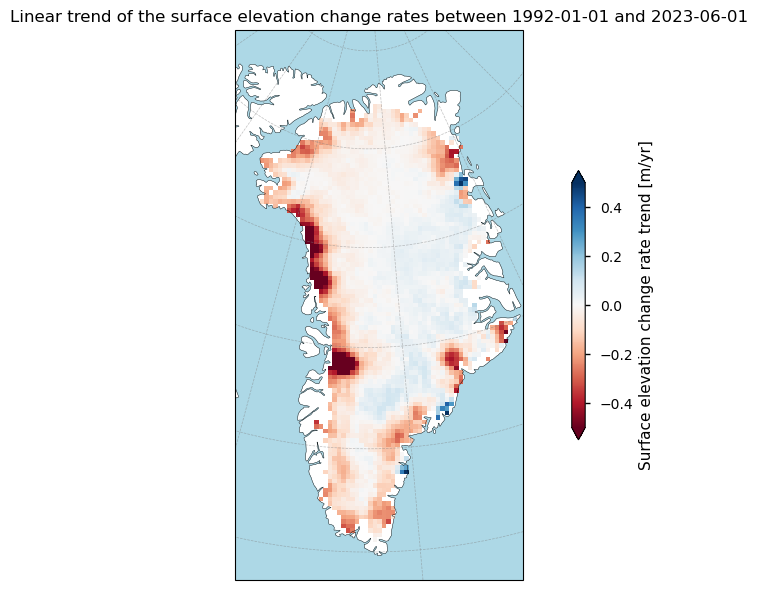 Linear trend of the surface elevation change rates between 1992-01-01 and 2023-06-01
0.4
0.2
0.0
−0.2
−0.4
Surface elevation change rate trend [m/yr]